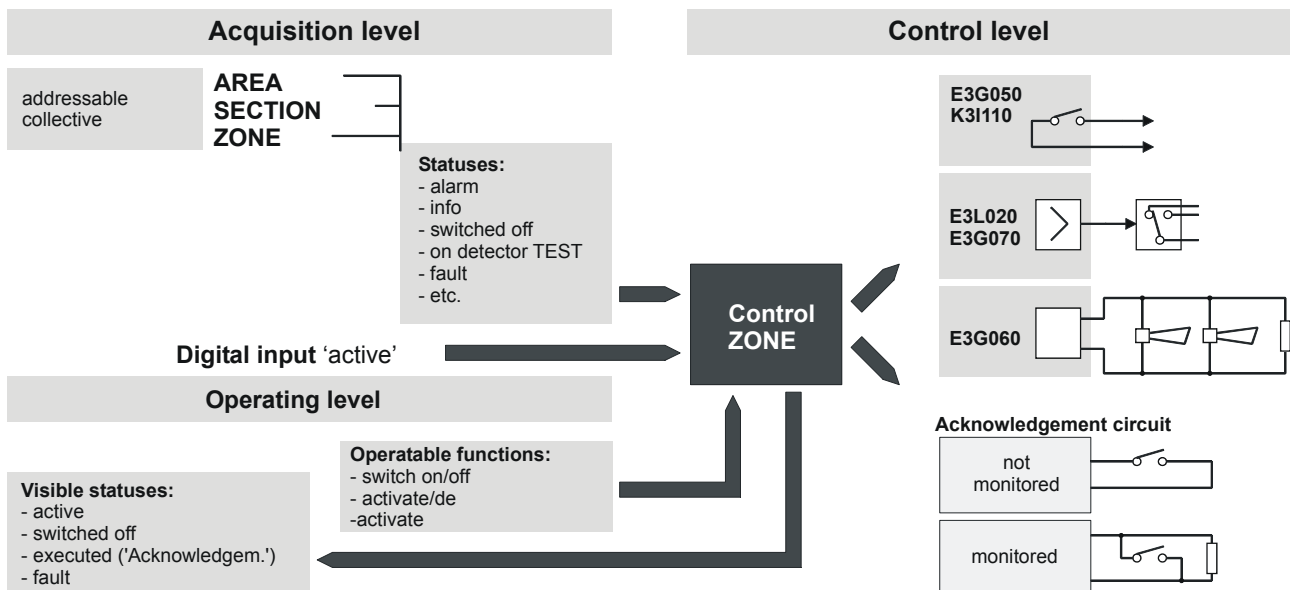 Acquisition level
Control level
addressable
collective
AREA
SECTION
ZONE
Statuses:
- alarm
- info
- switched off
- on detector TEST
- fault
- etc.
Digital input ‘active’
Control
ZONE
E3G050
K3I110
E3L020
E3G070
E3G060
Operating level
Operatable functions:
- switch on/off
- activate/de
-activate
Visible statuses:
- active
- switched off
- executed ('Acknowledgem.')
- fault
Acknowledgement circuit
not
monitored
monitored